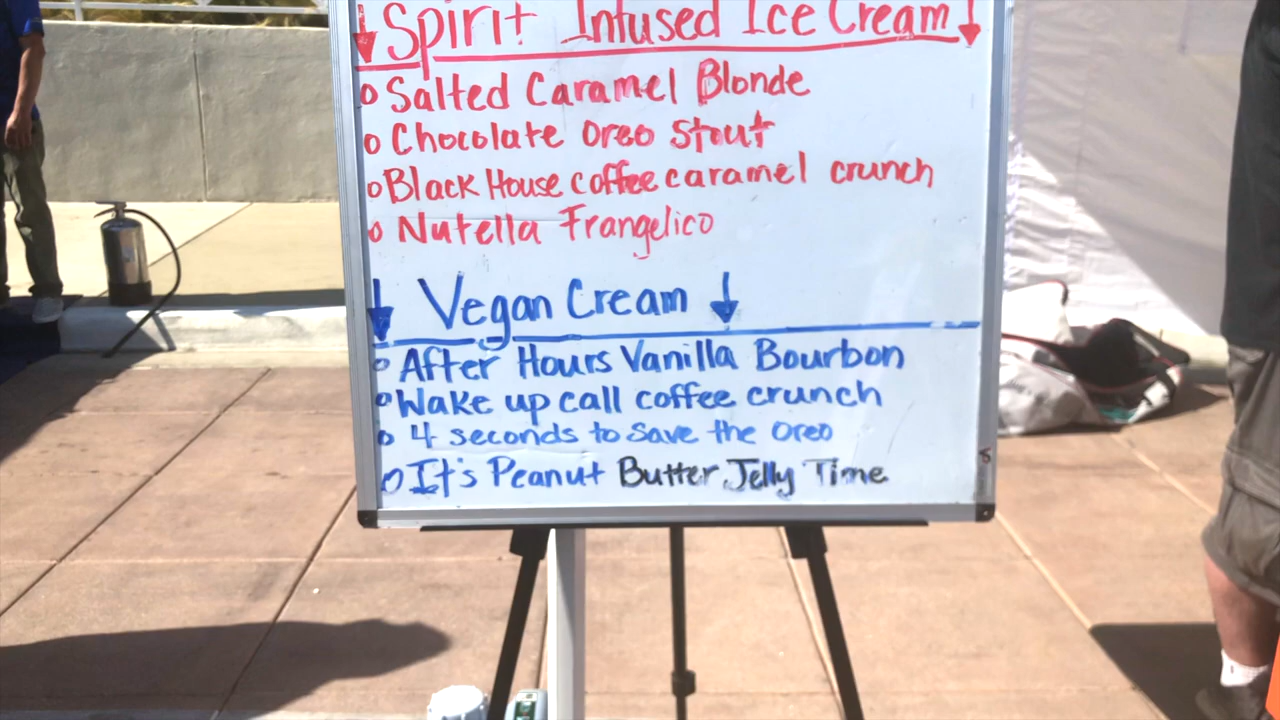 Spirit Infused Ice Cream
Salted Caramel Blonde
Chocolate Oreo Stout
Black House coffee caramel crunch
Nutella Frangelico
Vegan Cream
After Hours Vanilla Bourbon
Wake up call coffee crunch
4 seconds to save the oreo
It's Peanut Butter Jelly Time